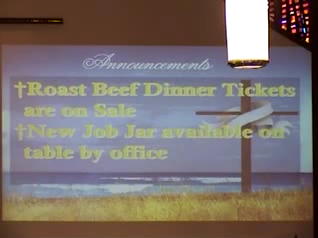 Announcements
†Roast Beef Dinner Tickets
are on Sale
†New Job Jar available on
table by office